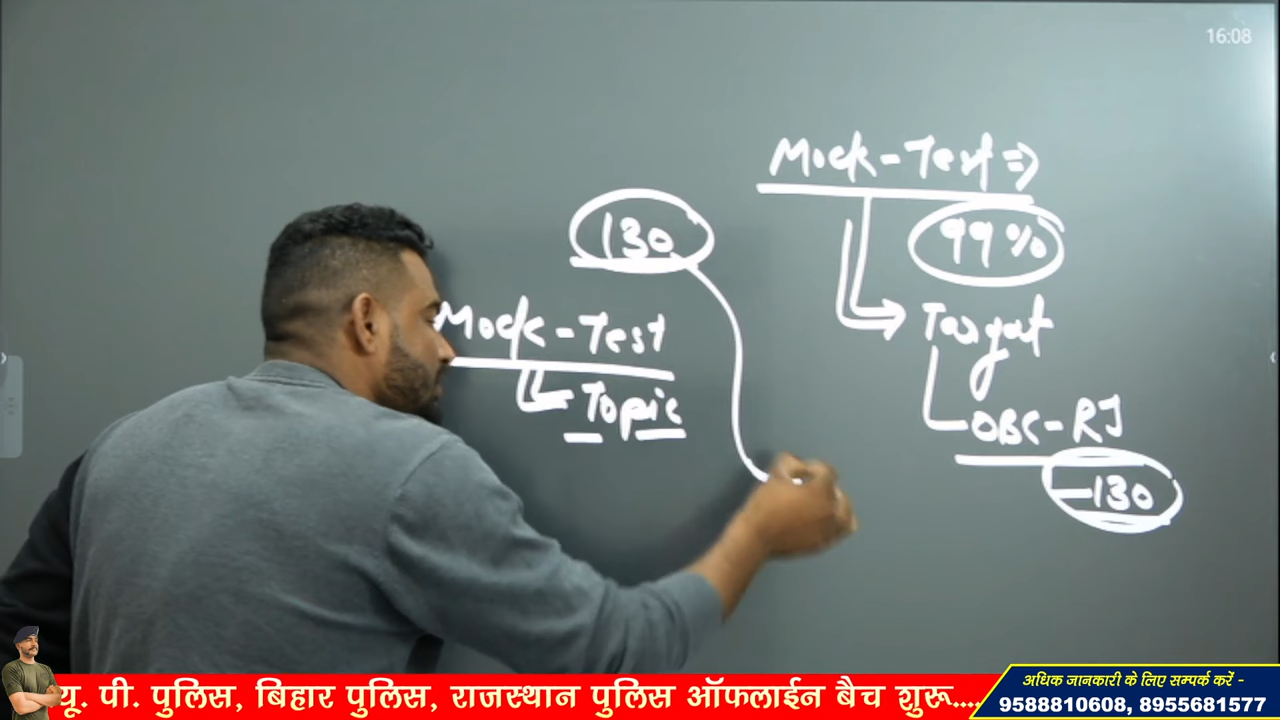 16:08
Mock-Test ⇒
99%
Target
OBC-RJ
-130
130
Mock-Test
Topic
यू. पी. पुलिस, बिहार पुलिस, राजस्थान पुलिस ऑफलाईन बैच शुरू....
अधिक जानकारी के लिए सम्पर्क करें -
9588810608, 8955681577